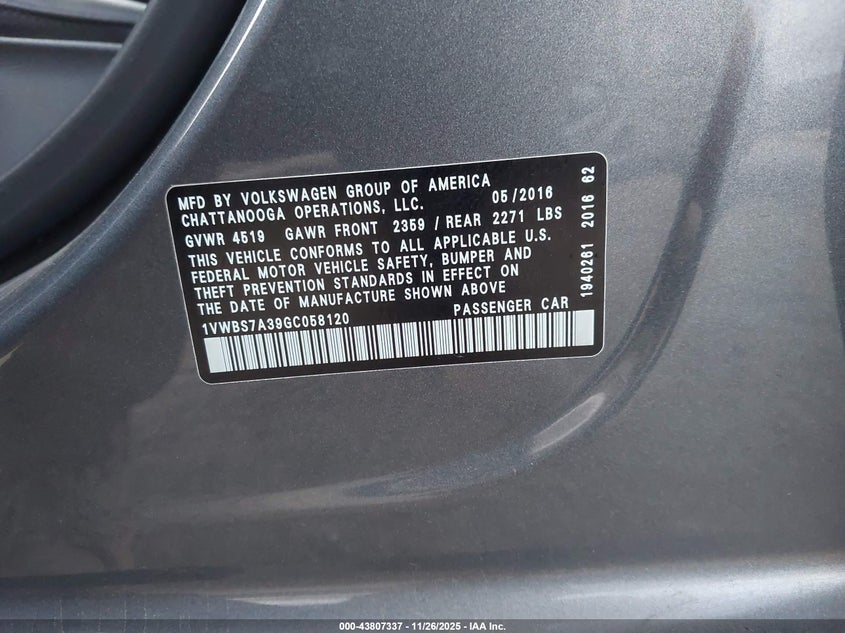 MFD BY VOLKSWAGEN GROUP OF AMERICA
CHATTANOOGA OPERATIONS, LLC. 05/2016
GVWR 4519 GAWR FRONT 2359 / REAR 2271 LBS
THIS VEHICLE CONFORMS TO ALL APPLICABLE U.S.
FEDERAL MOTOR VEHICLE SAFETY, BUMPER AND
THEFT PREVENTION STANDARDS IN EFFECT ON
THE DATE OF MANUFACTURE SHOWN ABOVE
1VWBS7A39GC058120 PASSENGER CAR
1940261 2016 62
000-43807337 - 11/26/2025 - IAA Inc.